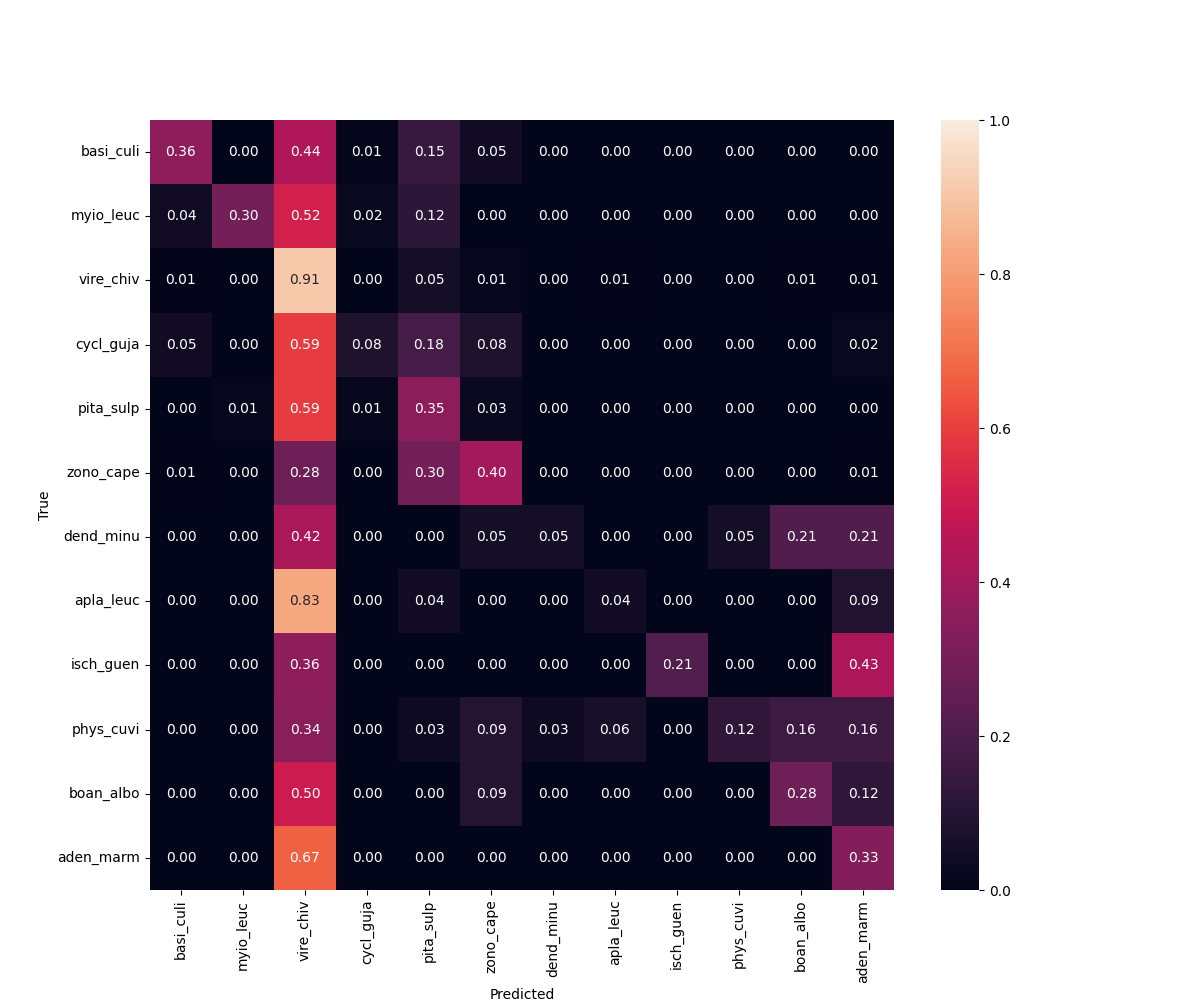 basi_culi 0.36 0.00 0.44 0.01 0.15 0.05 0.00 0.00 0.00 0.00 0.00 0.00
myio_leuc 0.04 0.30 0.52 0.02 0.12 0.00 0.00 0.00 0.00 0.00 0.00 0.00
vire_chiv 0.01 0.00 0.91 0.00 0.05 0.01 0.00 0.01 0.00 0.00 0.01 0.01
cycl_guja 0.05 0.00 0.59 0.08 0.18 0.08 0.00 0.00 0.00 0.00 0.00 0.02
pita_sulp 0.00 0.01 0.59 0.01 0.35 0.03 0.00 0.00 0.00 0.00 0.00 0.00
zono_cape 0.01 0.00 0.28 0.00 0.30 0.40 0.00 0.00 0.00 0.00 0.00 0.01
dend_minu 0.00 0.00 0.42 0.00 0.00 0.05 0.05 0.00 0.00 0.05 0.21 0.21
apla_leuc 0.00 0.00 0.83 0.00 0.04 0.00 0.00 0.04 0.00 0.00 0.00 0.09
isch_guen 0.00 0.00 0.36 0.00 0.00 0.00 0.00 0.00 0.21 0.00 0.00 0.43
phys_cuvi 0.00 0.00 0.34 0.00 0.03 0.09 0.03 0.06 0.00 0.12 0.16 0.16
boan_albo 0.00 0.00 0.50 0.00 0.00 0.09 0.00 0.00 0.00 0.00 0.28 0.12
aden_marm 0.00 0.00 0.67 0.00 0.00 0.00 0.00 0.00 0.00 0.00 0.00 0.33
True
basi_culi myio_leuc vire_chiv cycl_guja pita_sulp zono_cape dend_minu apla_leuc isch_guen phys_cuvi boan_albo aden_marm
Predicted
1.0
0.8
0.6
0.4
0.2
0.0